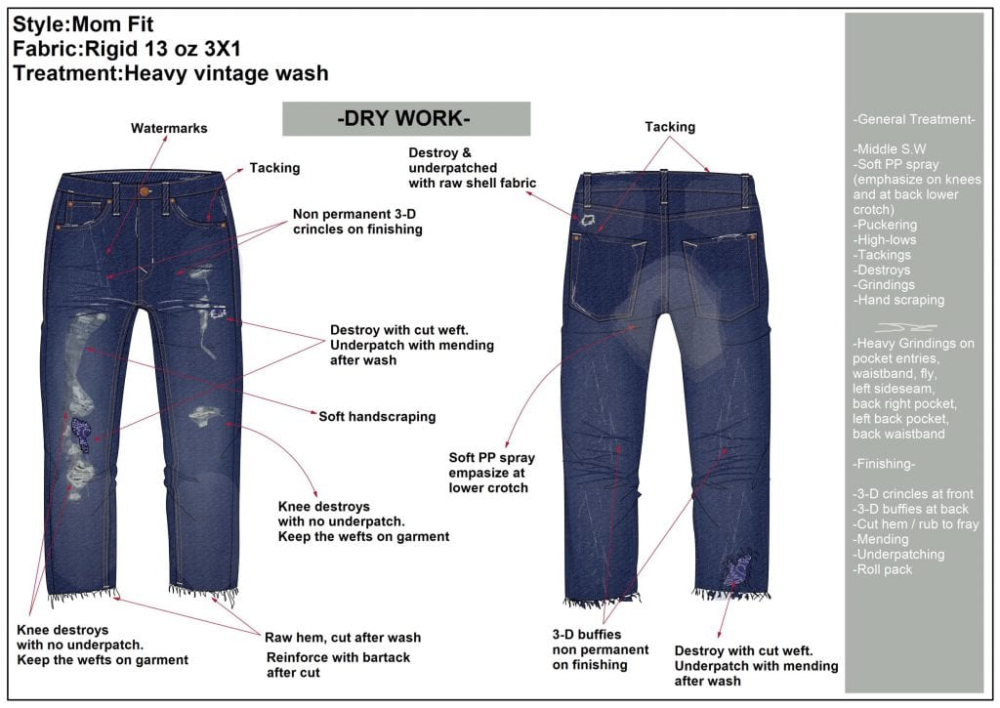 Style:Mom Fit
Fabric:Rigid 13 oz 3X1
Treatment:Heavy vintage wash
-DRY WORK-
Watermarks
Tacking
Non permanent 3-D
crincles on finishing
Destroy &
underpatched
with raw shell fabric
Tacking
Destroy with cut weft.
Underpatch with mending
after wash
Soft handscraping
Soft PP spray
empasize at
lower crotch
Knee destroys
with no underpatch.
Keep the wefts on garment
Knee destroys
with no underpatch.
Keep the wefts on garment
Raw hem, cut after wash
Reinforce with bartack
after cut
3-D buffies
non permanent
on finishing
Destroy with cut weft.
Underpatch with mending
after wash
-General Treatment-
-Middle S.W
-Soft PP spray
(emphasize on knees
and at back lower
crotch)
-Puckering
-High-lows
-Tackings
-Destroys
-Grindings
-Hand scraping
-Heavy Grindings on
pocket entries,
waistband, fly,
left sideseam,
back right pocket,
left back pocket,
back waistband
-Finishing-
-3-D crincles at front
-3-D buffies at back
-Cut hem / rub to fray
-Mending
-Underpatching
-Roll pack